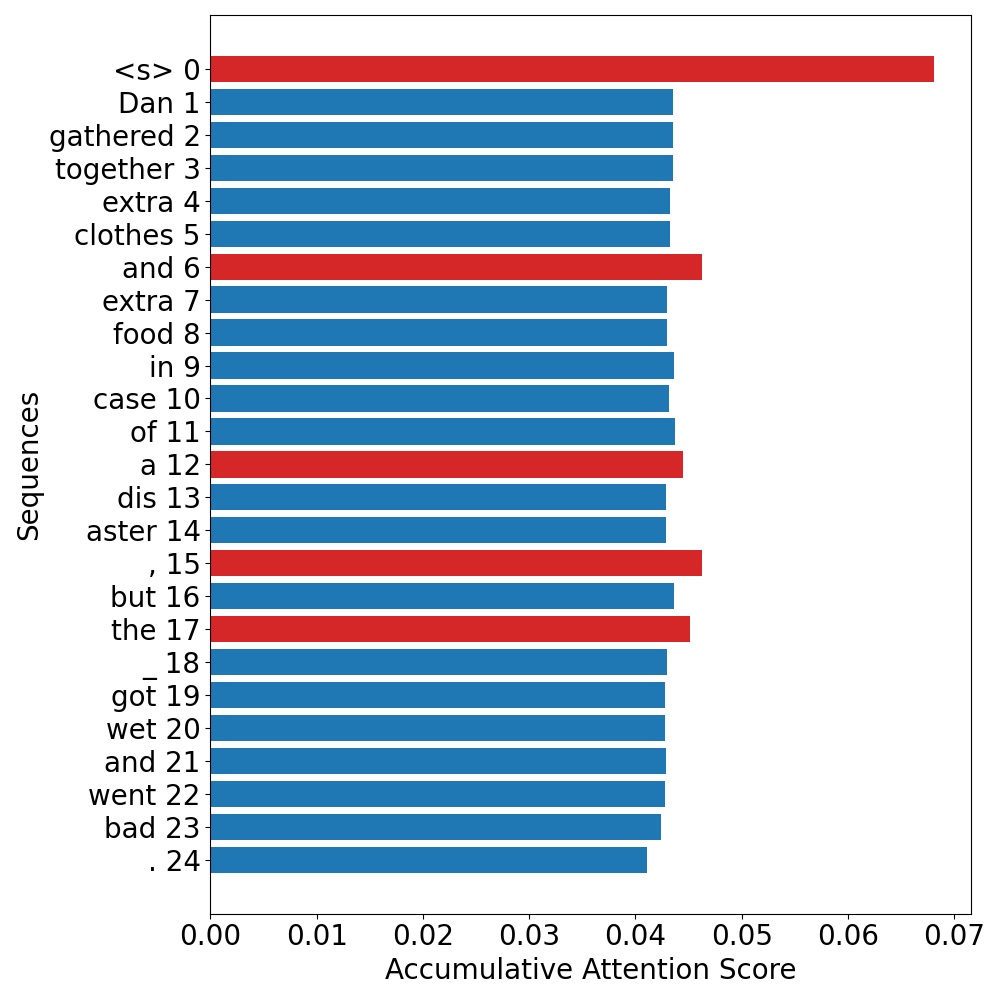 <s> 0
Dan 1
gathered 2
together 3
extra 4
clothes 5
and 6
extra 7
food 8
in 9
case 10
of 11
a 12
dis 13
aster 14
, 15
but 16
the 17
_ 18
got 19
wet 20
and 21
went 22
bad 23
. 24
Sequences
0.00 0.01 0.02 0.03 0.04 0.05 0.06 0.07
Accumulative Attention Score